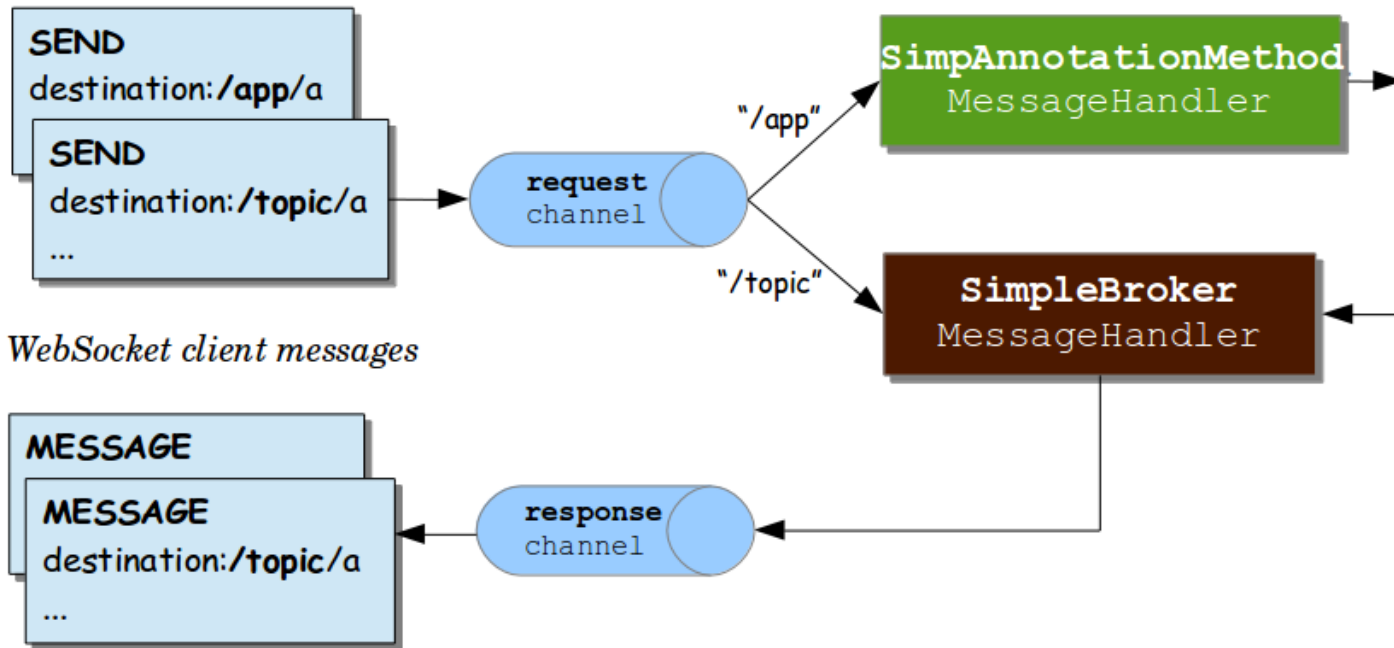 SEND
destination:/app/a
SEND
destination:/topic/a
...
request
channel
“/app”
“/topic”
SimpAnnotationMethod
MessageHandler
SimpleBroker
MessageHandler
WebSocket client messages
MESSAGE
MESSAGE
destination:/topic/a
...
response
channel